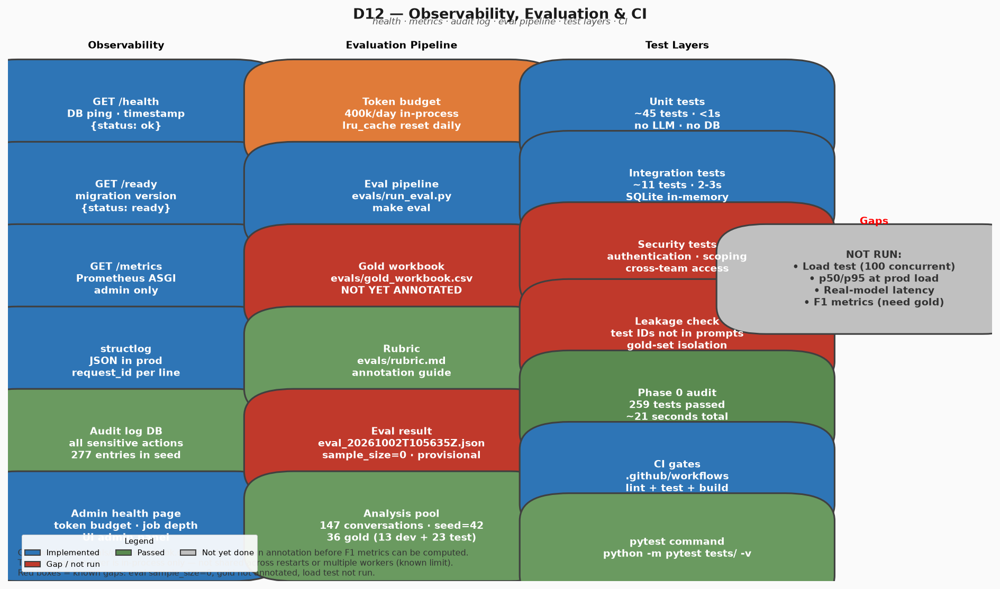 D12 — Observability, Evaluation & CI
health · metrics · audit log · eval pipeline · test layers · CI
Observability
GET /health
DB ping · timestamp
{status: ok}
GET /ready
migration version
{status: ready}
GET /metrics
Prometheus ASGI
admin only
structlog
JSON in prod
request_id per line
Audit log DB
all sensitive actions
277 entries in seed
Admin health page
token budget · job depth
UI admin panel
Evaluation Pipeline
Token budget
400k/day in-process
lru_cache reset daily
Eval pipeline
evals/run_eval.py
make eval
Gold workbook
evals/gold_workbook.csv
NOT YET ANNOTATED
Rubric
evals/rubric.md
annotation guide
Eval result
eval_20261002T105635Z.json
sample_size=0 · provisional
Analysis pool
147 conversations · seed=42
36 gold (13 dev + 23 test)
Test Layers
Unit tests
~45 tests · <1s
no LLM · no DB
Integration tests
~11 tests · 2-3s
SQLite in-memory
Security tests
authentication · scoping
cross-team access
Leakage check
test IDs not in prompts
gold-set isolation
Phase 0 audit
259 tests passed
~21 seconds total
CI gates
.github/workflows
lint + test + build
pytest command
python -m pytest tests/ -v
Gaps
NOT RUN:
• Load test (100 concurrent)
• p50/p95 at prod load
• Real-model latency
• F1 metrics (need gold)
Legend
Implemented
Passed
Not yet done
Gap / not run
annotation before F1 metrics can be computed.
across restarts or multiple workers (known limit).
Red boxes = known gaps: eval sample_size=0, gold not annotated, load test not run.